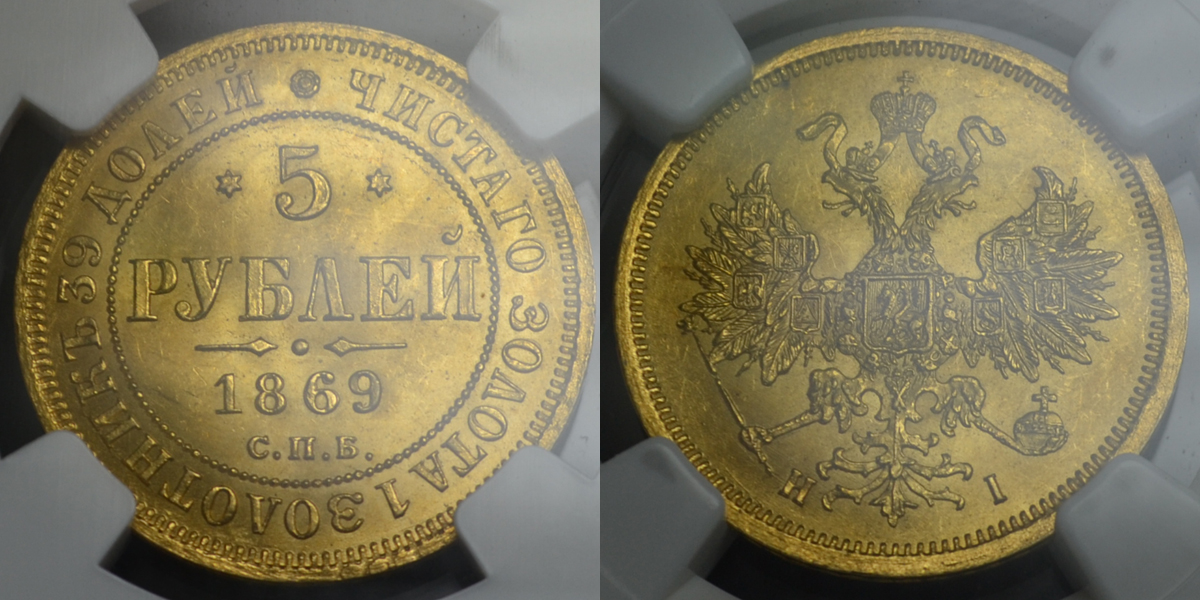 ЧИСТАГО ЗОЛОТА 1 ЗОЛОТНИКЪ 39 ДОЛЕЙ
5
РУБЛЕЙ
1869
С.П.Б.
Н I